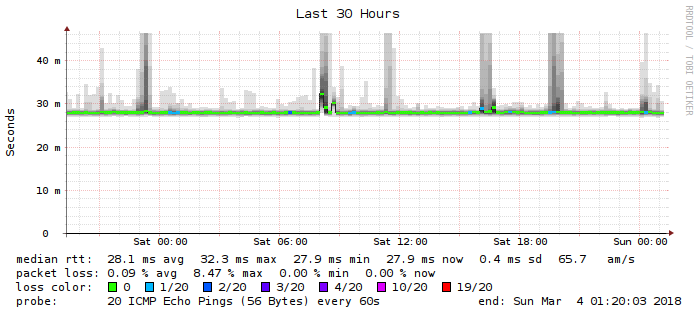 Last 30 Hours
RRDTOOL / TOBI OETIKER
Seconds
40 m
30 m
20 m
10 m
0
Sat 00:00 Sat 06:00 Sat 12:00 Sat 18:00 Sun 00:00
median rtt: 28.1 ms avg 32.3 ms max 27.9 ms min 27.9 ms now 0.4 ms sd 65.7 am/s
packet loss: 0.09 % avg 8.47 % max 0.00 % min 0.00 % now
loss color: 0 1/20 2/20 3/20 4/20 10/20 19/20
probe: 20 ICMP Echo Pings (56 Bytes) every 60s end: Sun Mar 4 01:20:03 2018